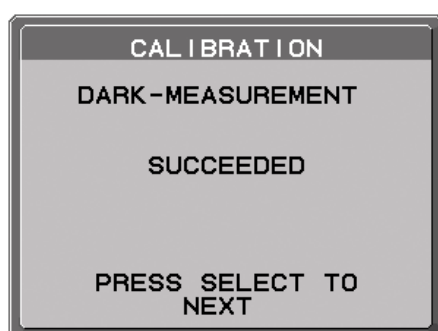 CALIBRATION
DARK-MEASUREMENT
SUCCEEDED
PRESS SELECT TO
NEXT